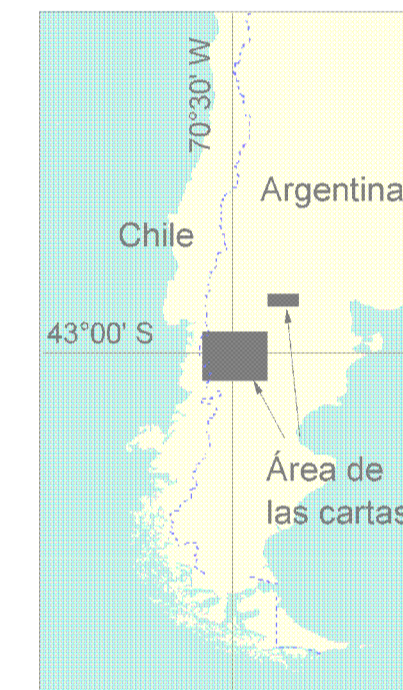 70°30' W
Argentina
Chile
43°00' S
Área de
las cartas